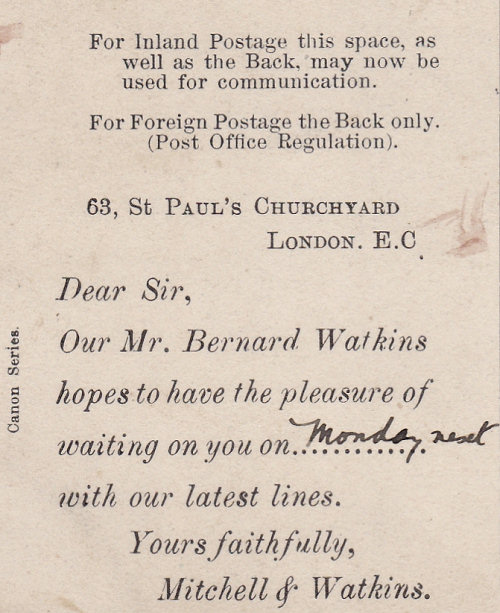 For Inland Postage this space, as
well as the Back, may now be
used for communication.
For Foreign Postage the Back only.
(Post Office Regulation).
63, St Paul's Churchyard
London. E.C.
Dear Sir,
Our Mr. Bernard Watkins
hopes to have the pleasure of
waiting on you on..............Monday next
with our latest lines.
Yours faithfully,
Mitchell & Watkins.
Canon Series.